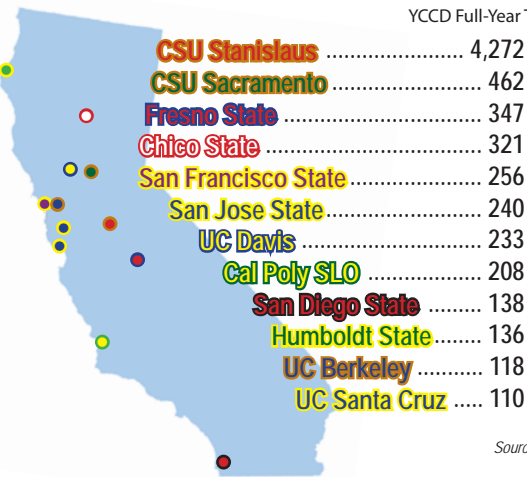 YCCD Full-Year
CSU Stanislaus ........................ 4,272
CSU Sacramento ........................... 462
Fresno State ................................... 347
Chico State ...................................... 321
San Francisco State ........................ 256
San Jose State ............................ 240
UC Davis ................................ 233
Cal Poly SLO .................... 208
San Diego State ......... 138
Humboldt State ........ 136
UC Berkeley ............ 118
UC Santa Cruz ..... 110